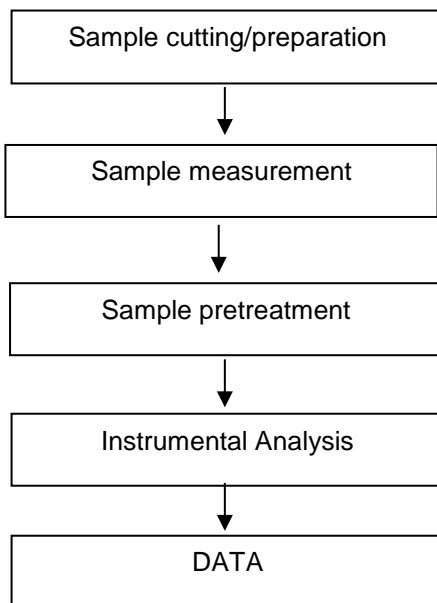 Sample cutting/preparation
Sample measurement
Sample pretreatment
Instrumental Analysis
DATA